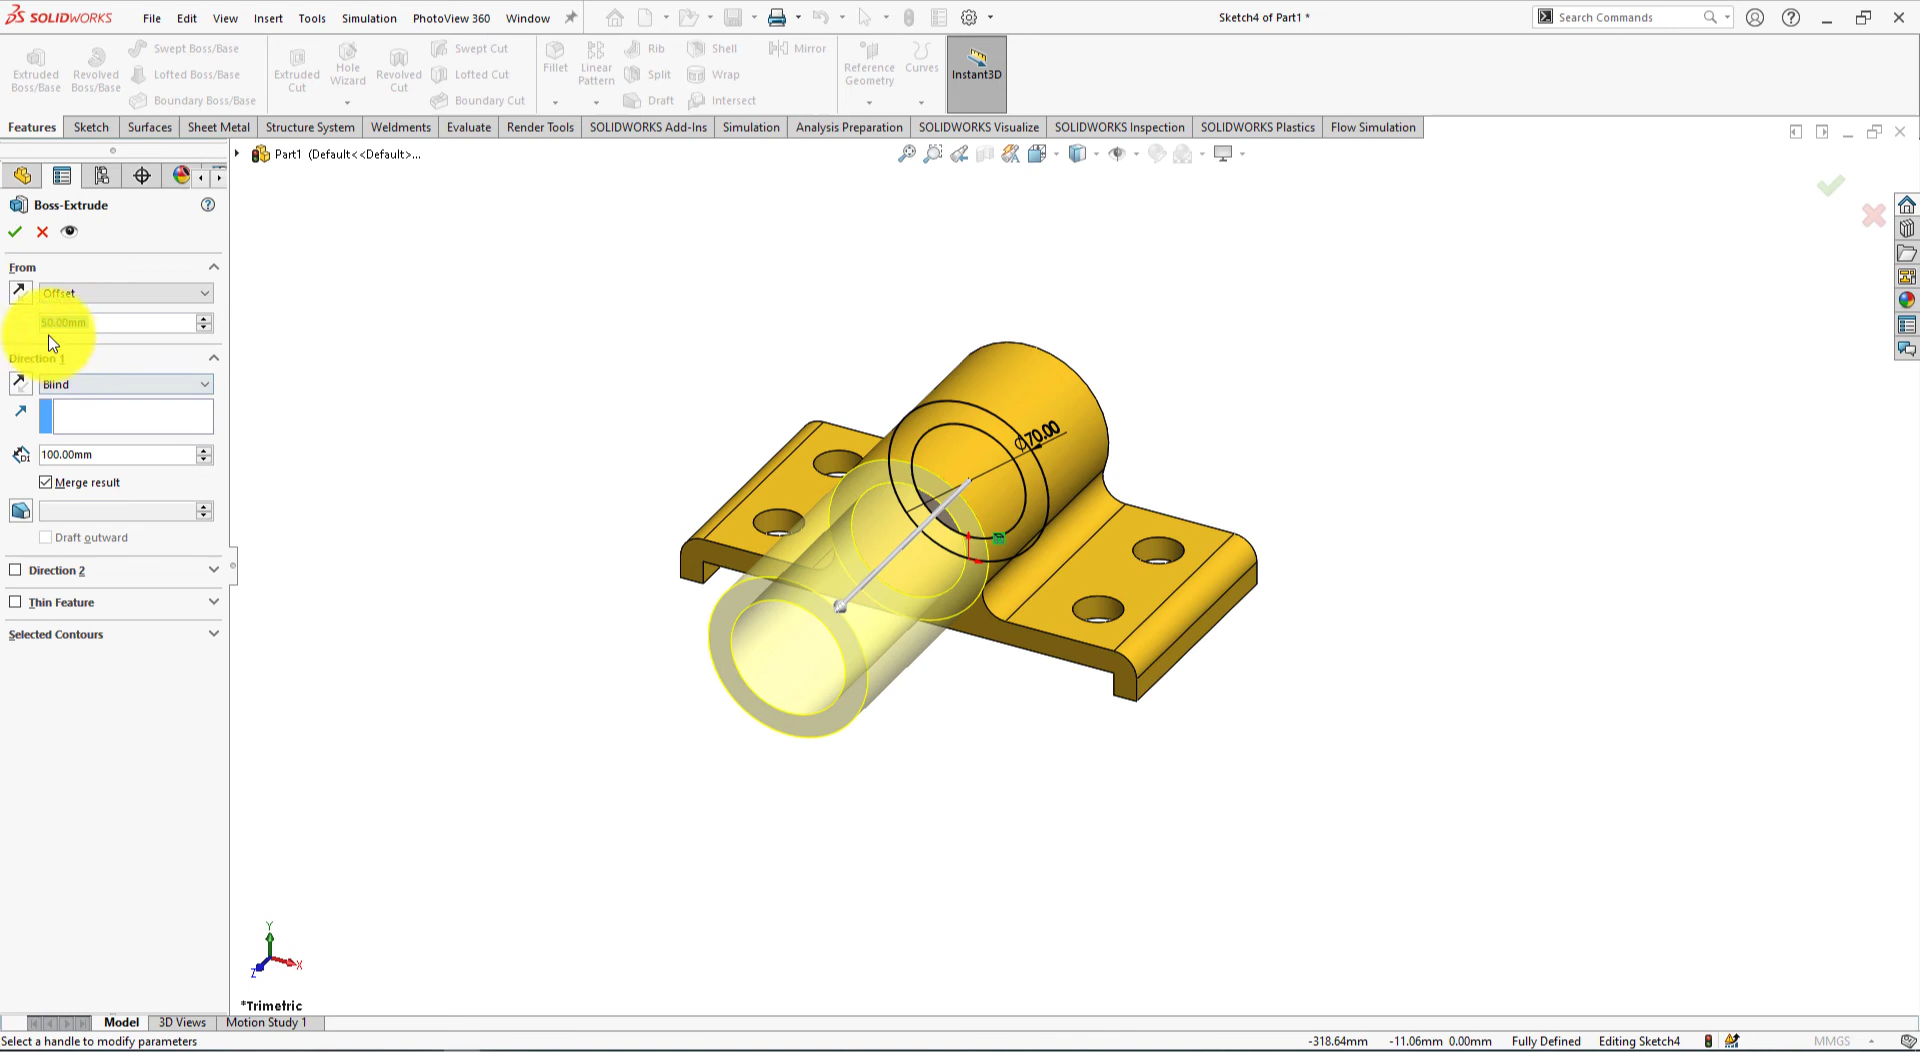 SOLIDWORKS File Edit View Insert Tools Simulation PhotoView 360 Window Sketch4 of Part1 * Search Commands
Extruded Boss/Base
Revolved Boss/Base
Swept Boss/Base
Lofted Boss/Base
Boundary Boss/Base
Extruded Cut
Hole Wizard
Revolved Cut
Swept Cut
Lofted Cut
Boundary Cut
Fillet
Linear Pattern
Rib
Split
Draft
Shell
Wrap
Intersect
Mirror
Reference Geometry
Curves
Instant3D
Features Sketch Surfaces Sheet Metal Structure System Weldments Evaluate Render Tools SOLIDWORKS Add-Ins Simulation Analysis Preparation SOLIDWORKS Visualize SOLIDWORKS Inspection SOLIDWORKS Plastics Flow Simulation
Part1 (Default<<Default>...
Boss-Extrude
From
Offset
50.00mm
Direction 1
Blind
100.00mm
Merge result
Draft outward
Direction 2
Thin Feature
Selected Contours
Ø70.00
Y
X
Z
*Trimetric
Model 3D Views Motion Study 1
Select a handle to modify parameters -318.64mm -11.06mm 0.00mm Fully Defined Editing Sketch4 MMGS